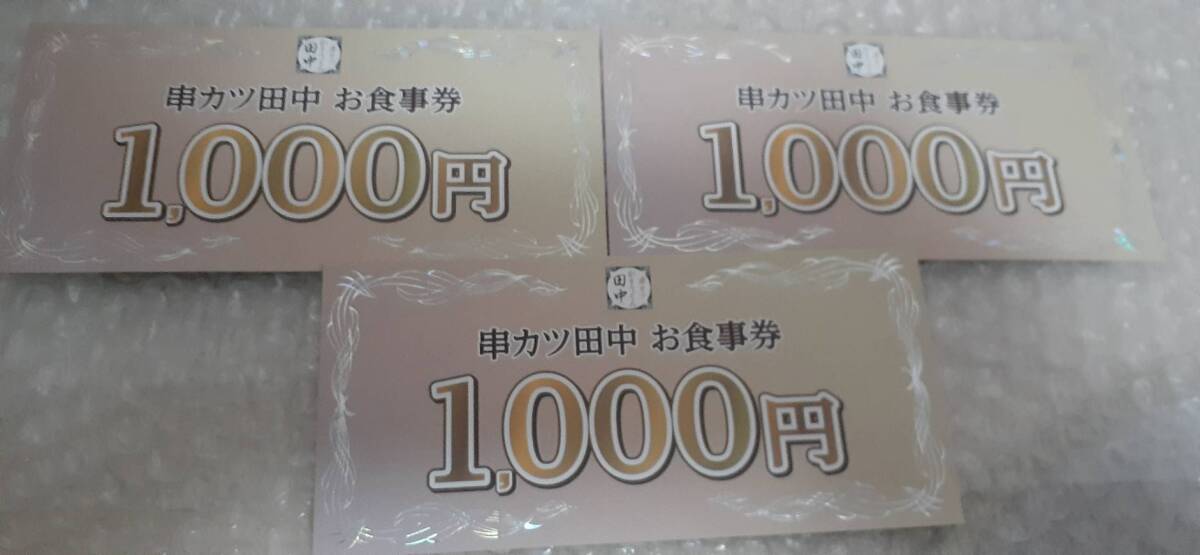 田中
串カツ田中 お食事券
1,000円
田中
串カツ田中 お食事券
1,000円
田中
串カツ田中 お食事券
1,000円